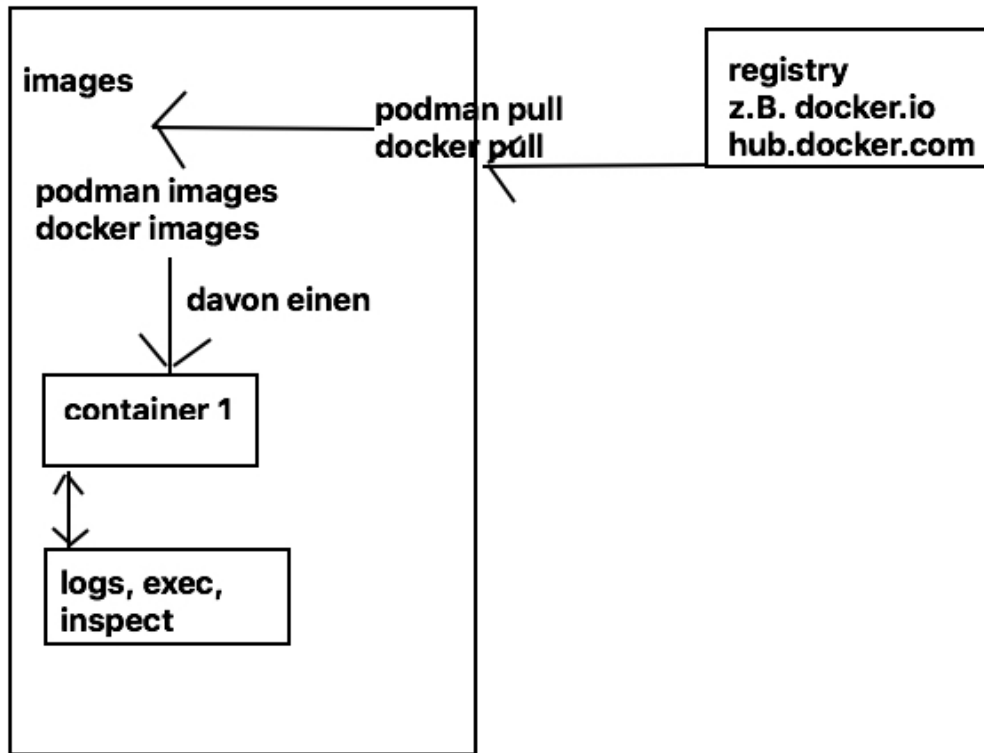 images
podman pull
docker pull
registry
z.B. docker.io
hub.docker.com
podman images
docker images
davon einen
container 1
logs, exec,
inspect